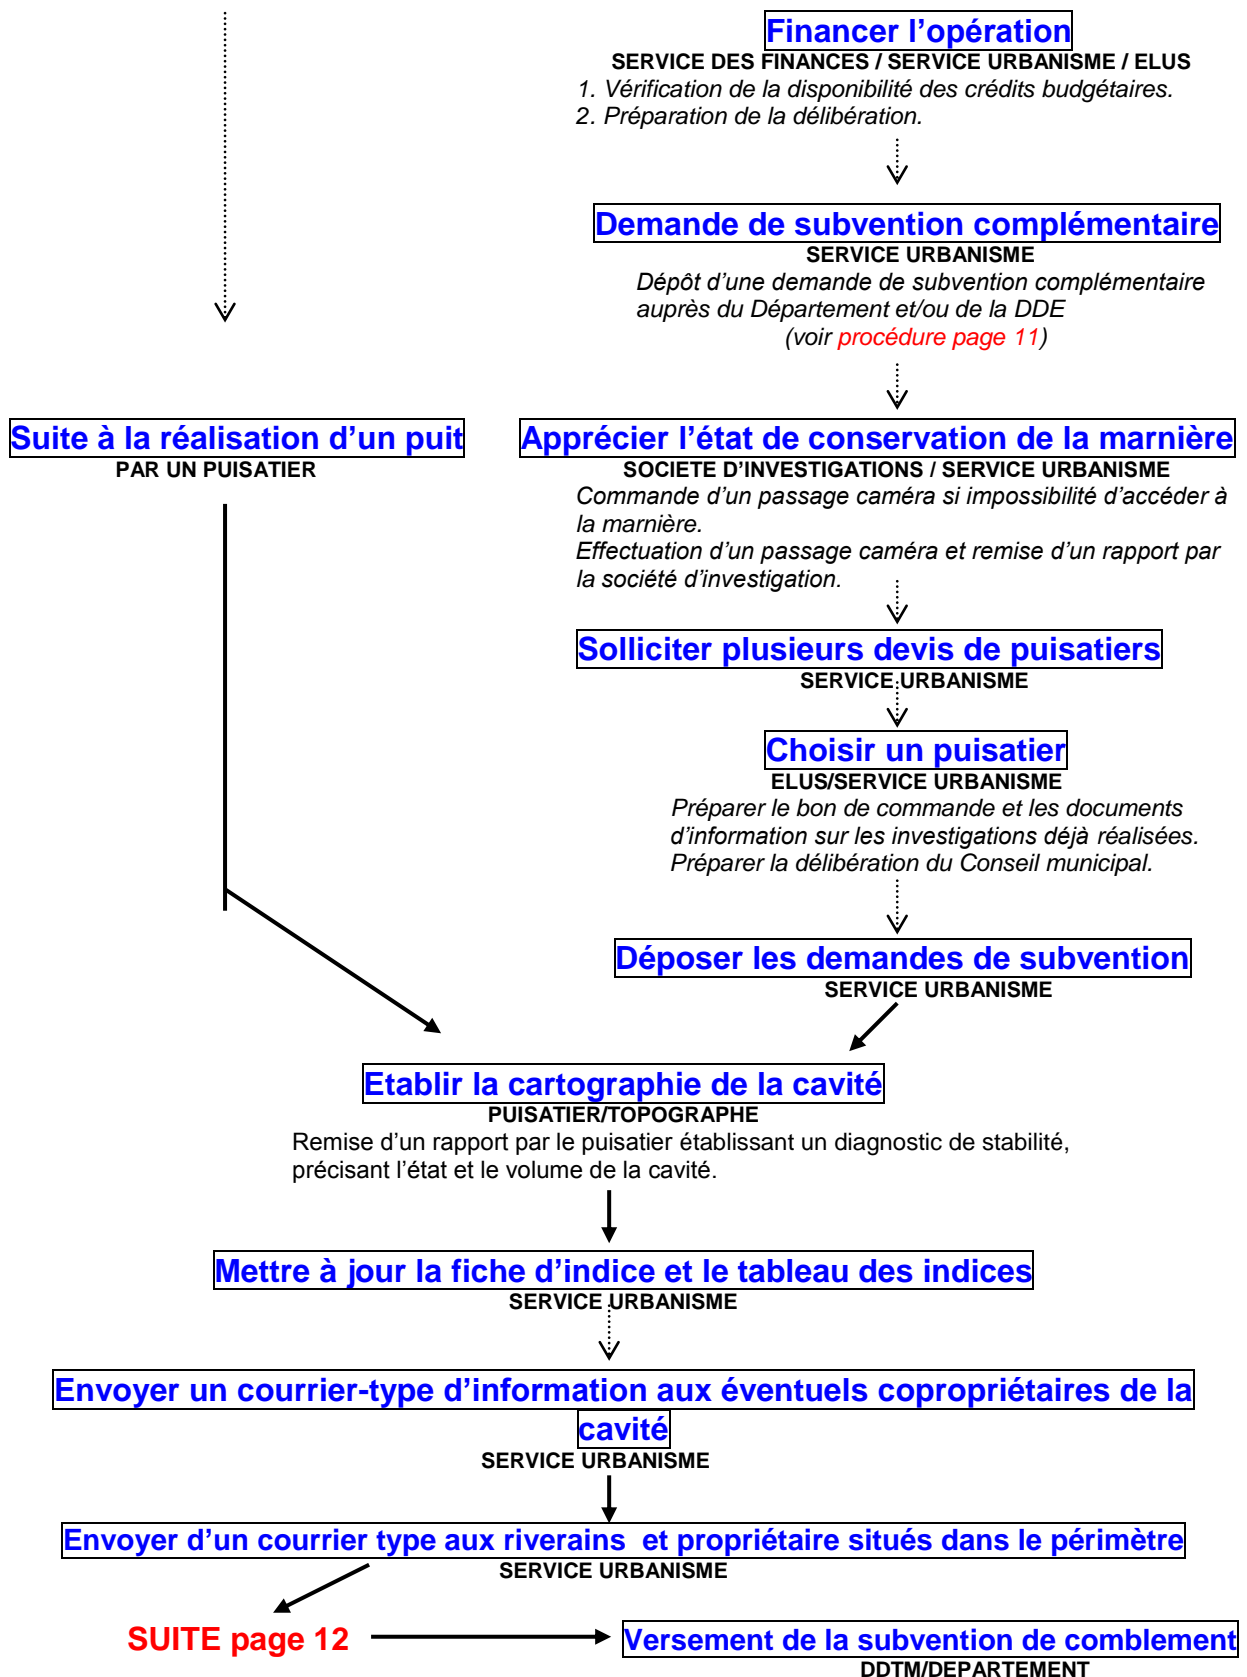 Financer l’opération
SERVICE DES FINANCES / SERVICE URBANISME / ELUS
1. Vérification de la disponibilité des crédits budgétaires.
2. Préparation de la délibération.
Demande de subvention complémentaire
SERVICE URBANISME
Dépôt d’une demande de subvention complémentaire
auprès du Département et/ou de la DDE
(voir procédure page 11)
Suite à la réalisation d’un puit
PAR UN PUISATIER
Apprécier l’état de conservation de la marnière
SOCIETE D’INVESTIGATIONS / SERVICE URBANISME
Commande d’un passage caméra si impossibilité d’accéder à
la marnière.
Effectuation d’un passage caméra et remise d’un rapport par
la société d’investigation.
Solliciter plusieurs devis de puisatiers
SERVICE URBANISME
Choisir un puisatier
ELUS/SERVICE URBANISME
Préparer le bon de commande et les documents
d’information sur les investigations déjà réalisées.
Préparer la délibération du Conseil municipal.
Déposer les demandes de subvention
SERVICE URBANISME
Etablir la cartographie de la cavité
PUISATIER/TOPOGRAPHE
Remise d’un rapport par le puisatier établissant un diagnostic de stabilité,
précisant l’état et le volume de la cavité.
Mettre à jour la fiche d’indice et le tableau des indices
SERVICE URBANISME
Envoyer un courrier-type d’information aux éventuels copropriétaires de la
cavité
SERVICE URBANISME
Envoyer d’un courrier type aux riverains et propriétaire situés dans le périmètre
SERVICE URBANISME
SUITE page 12
Versement de la subvention de comblement
DDTM/DEPARTEMENT